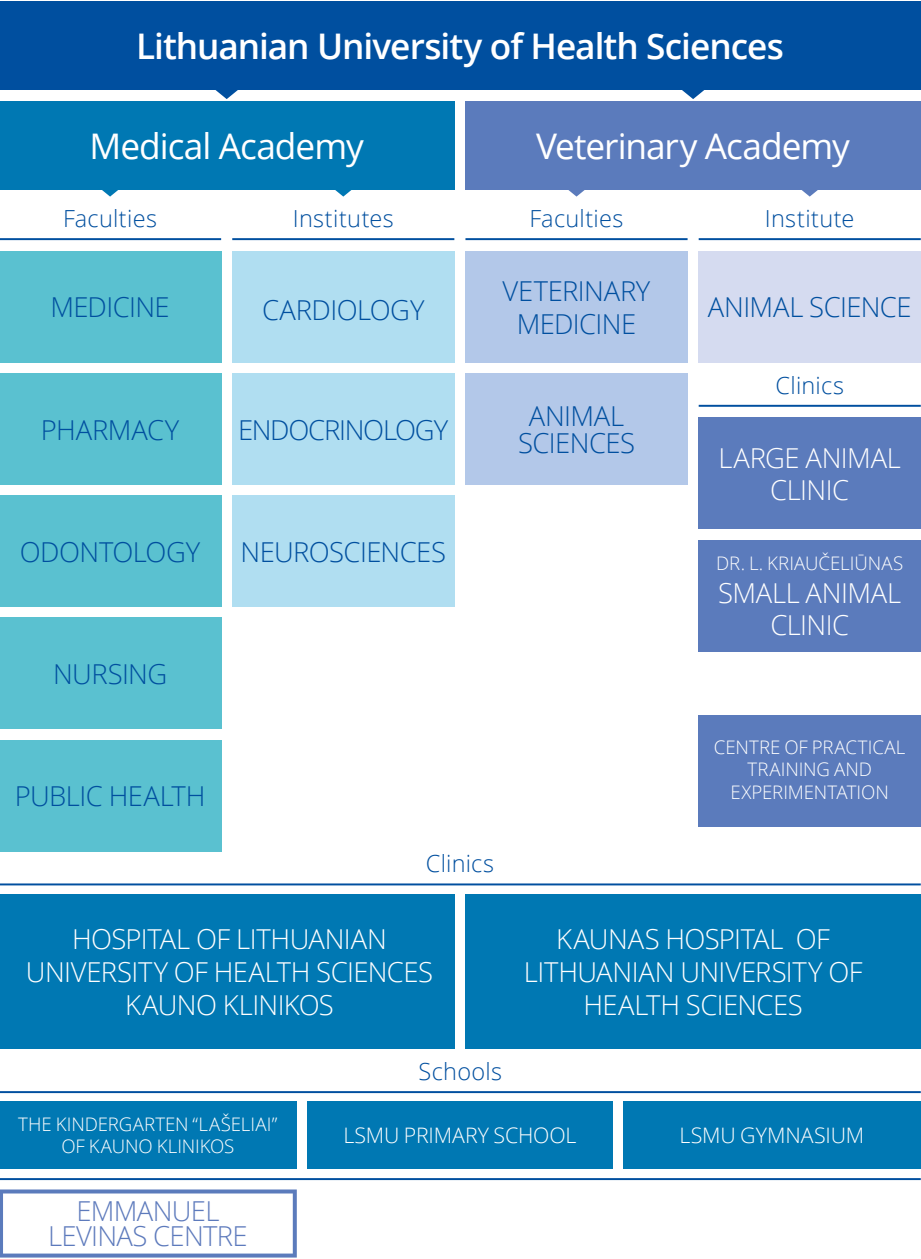 Lithuanian University of Health Sciences
Medical Academy
Veterinary Academy
Faculties
Institutes
Faculties
Institute
MEDICINE
CARDIOLOGY
VETERINARY
MEDICINE
ANIMAL SCIENCE
PHARMACY
ENDOCRINOLOGY
ANIMAL
SCIENCES
Clinics
LARGE ANIMAL
CLINIC
ODONTOLOGY
NEUROSCIENCES
DR. L. KRIAUČELIŪNAS
SMALL ANIMAL
CLINIC
NURSING
CENTRE OF PRACTICAL
TRAINING AND
EXPERIMENTATION
PUBLIC HEALTH
Clinics
HOSPITAL OF LITHUANIAN
UNIVERSITY OF HEALTH SCIENCES
KAUNO KLINIKOS
KAUNAS HOSPITAL OF
LITHUANIAN UNIVERSITY OF
HEALTH SCIENCES
Schools
THE KINDERGARTEN “LAŠELIAI”
OF KAUNO KLINIKOS
LSMU PRIMARY SCHOOL
LSMU GYMNASIUM
EMMANUEL
LEVINAS CENTRE